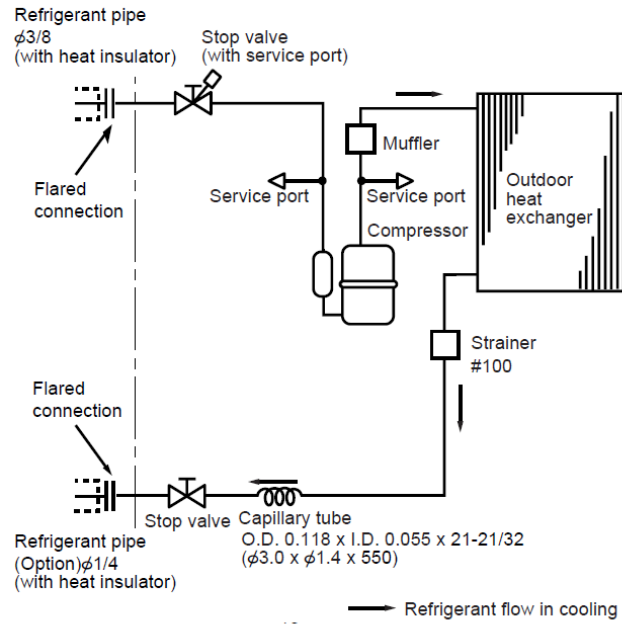 Refrigerant pipe
ϕ3/8
(with heat insulator)
Stop valve
(with service port)
Muffler
Flared
connection
Service port
Service port
Compressor
Outdoor
heat
exchanger
Strainer
#100
Flared
connection
Stop valve
Capillary tube
O.D. 0.118 x I.D. 0.055 x 21-21/32
(ϕ3.0 x ϕ1.4 x 550)
Refrigerant pipe
(Option)ϕ1/4
(with heat insulator)
Refrigerant flow in cooling